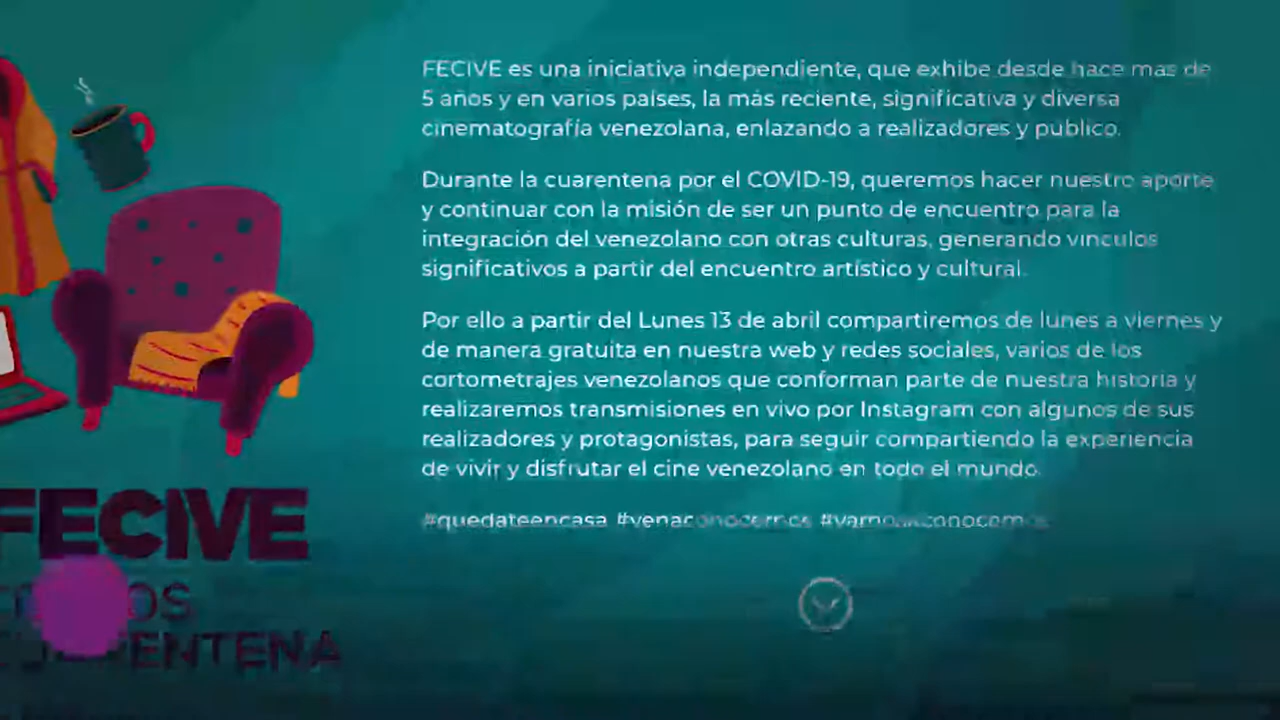 FECIVE es una iniciativa independiente, que exhibe desde hace mas de
5 años y en varios países, la más reciente, significativa y diversa
cinematografía venezolana, enlazando a realizadores y público.
Durante la cuarentena por el COVID-19, queremos hacer nuestro aporte
y continuar con la misión de ser un punto de encuentro para la
integración del venezolano con otras culturas, generando vínculos
significativos a partir del encuentro artístico y cultural.
Por ello a partir del Lunes 13 de abril compartiremos de lunes a viernes y
de manera gratuita en nuestra web y redes sociales, varios de los
cortometrajes venezolanos que conforman parte de nuestra historia y
realizaremos transmisiones en vivo por Instagram con algunos de sus
realizadores y protagonistas, para seguir compartiendo la experiencia
de vivir y disfrutar el cine venezolano en todo el mundo.
#quedateencasa #venaconocernos
FECIVE